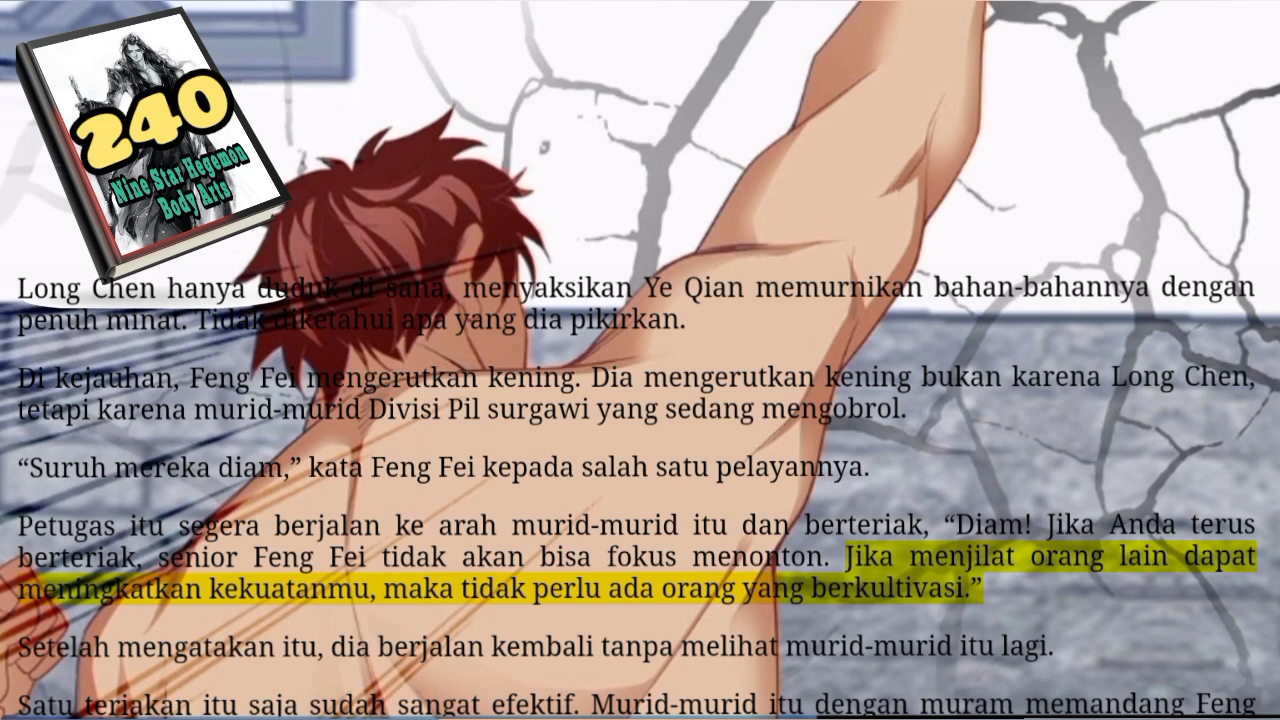 240
Nine Star Hegemon
Body Arts
Long Chen hanya duduk di sana, menyaksikan Ye Qian memurnikan bahan-bahannya dengan
penuh minat. Tidak diketahui apa yang dia pikirkan.
Di kejauhan, Feng Fei mengerutkan kening. Dia mengerutkan kening bukan karena Long Chen,
tetapi karena murid-murid Divisi Pil surgawi yang sedang mengobrol.
“Suruh mereka diam,” kata Feng Fei kepada salah satu pelayannya.
Petugas itu segera berjalan ke arah murid-murid itu dan berteriak, “Diam! Jika Anda terus
berteriak, senior Feng Fei tidak akan bisa fokus menonton. Jika menjilat orang lain dapat
meningkatkan kekuatanmu, maka tidak perlu ada orang yang berkultivasi.”
Setelah mengatakan itu, dia berjalan kembali tanpa melihat murid-murid itu lagi.
Satu teriakan itu saja sudah sangat efektif. Murid-murid itu dengan muram memandang Feng